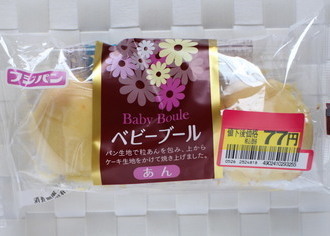 フジパン
Baby Boule
ベビーブール
パン生地で粒あんを包み、上から
ケーキ生地をかけて焼き上げました。
あん
値下後価格
77円